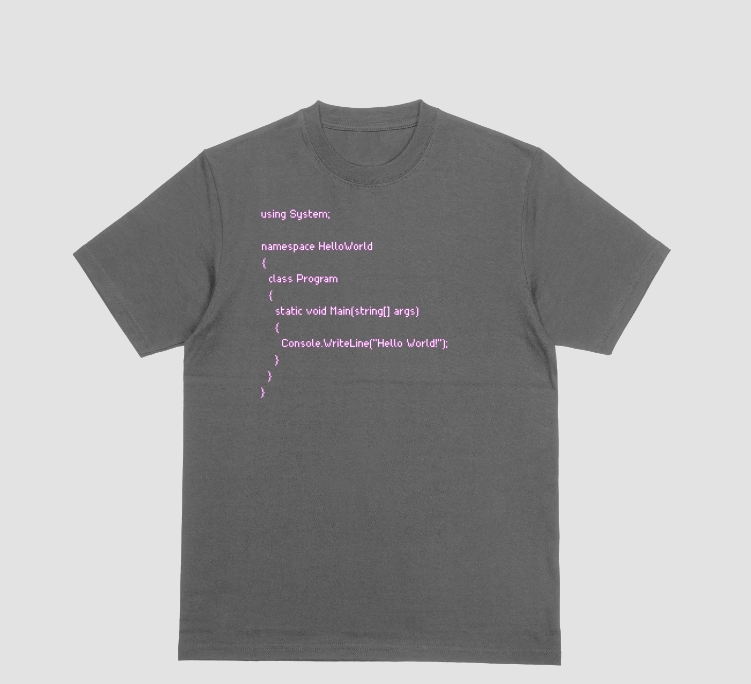 using System;
namespace HelloWorld
{
class Program
{
static void Main(string[] args)
{
Console.WriteLine("Hello World!");
}
}
}